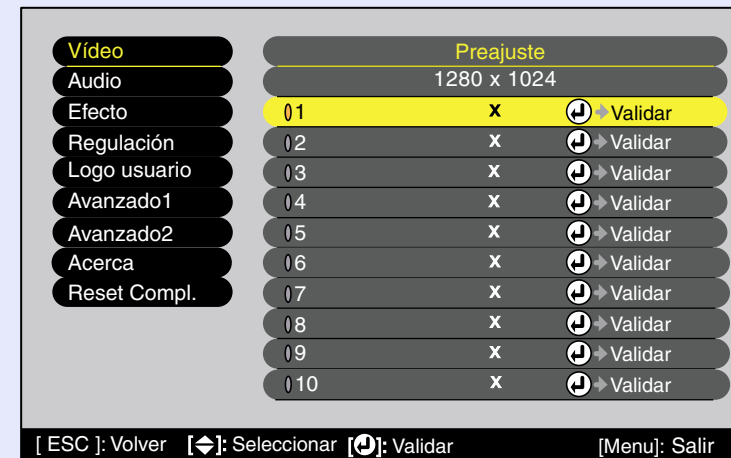 Vídeo
Audio
Efecto
Regulación
Logo usuario
Avanzado1
Avanzado2
Acerca
Reset Compl.
Preajuste
1280 x 1024
1 x Validar
2 x Validar
3 x Validar
4 x Validar
5 x Validar
6 x Validar
7 x Validar
8 x Validar
9 x Validar
10 x Validar
[ ESC ]: Volver [ ]: Seleccionar [ ]: Validar [Menu]: Salir